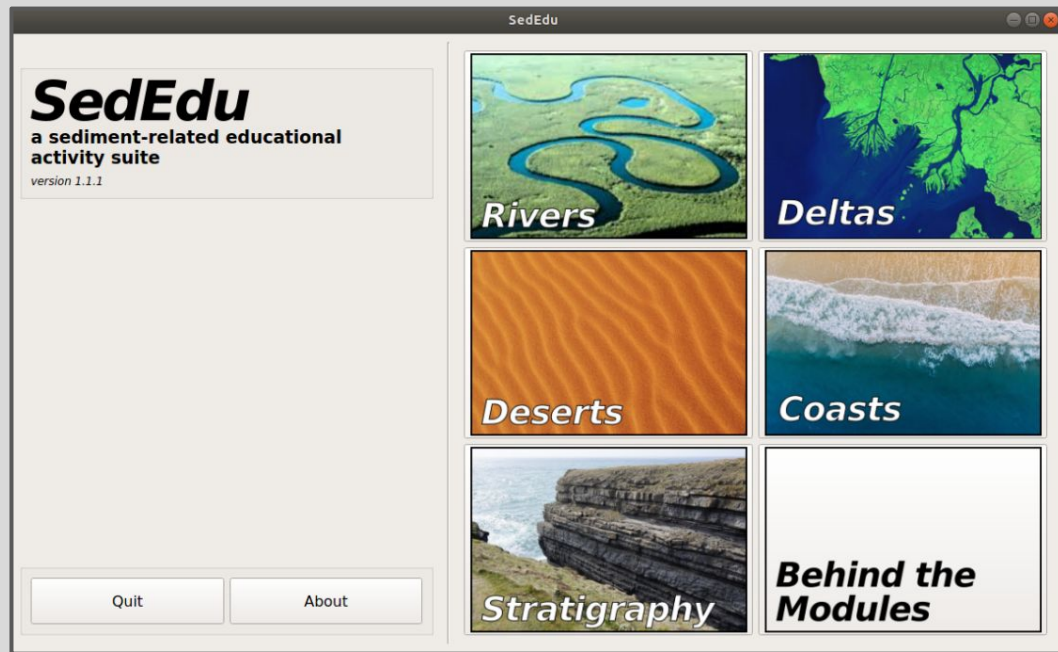 SedEdu
SedEdu
a sediment-related educational
activity suite
version 1.1.1
Rivers
Deltas
Deserts
Coasts
Stratigraphy
Behind the
Modules
Quit
About